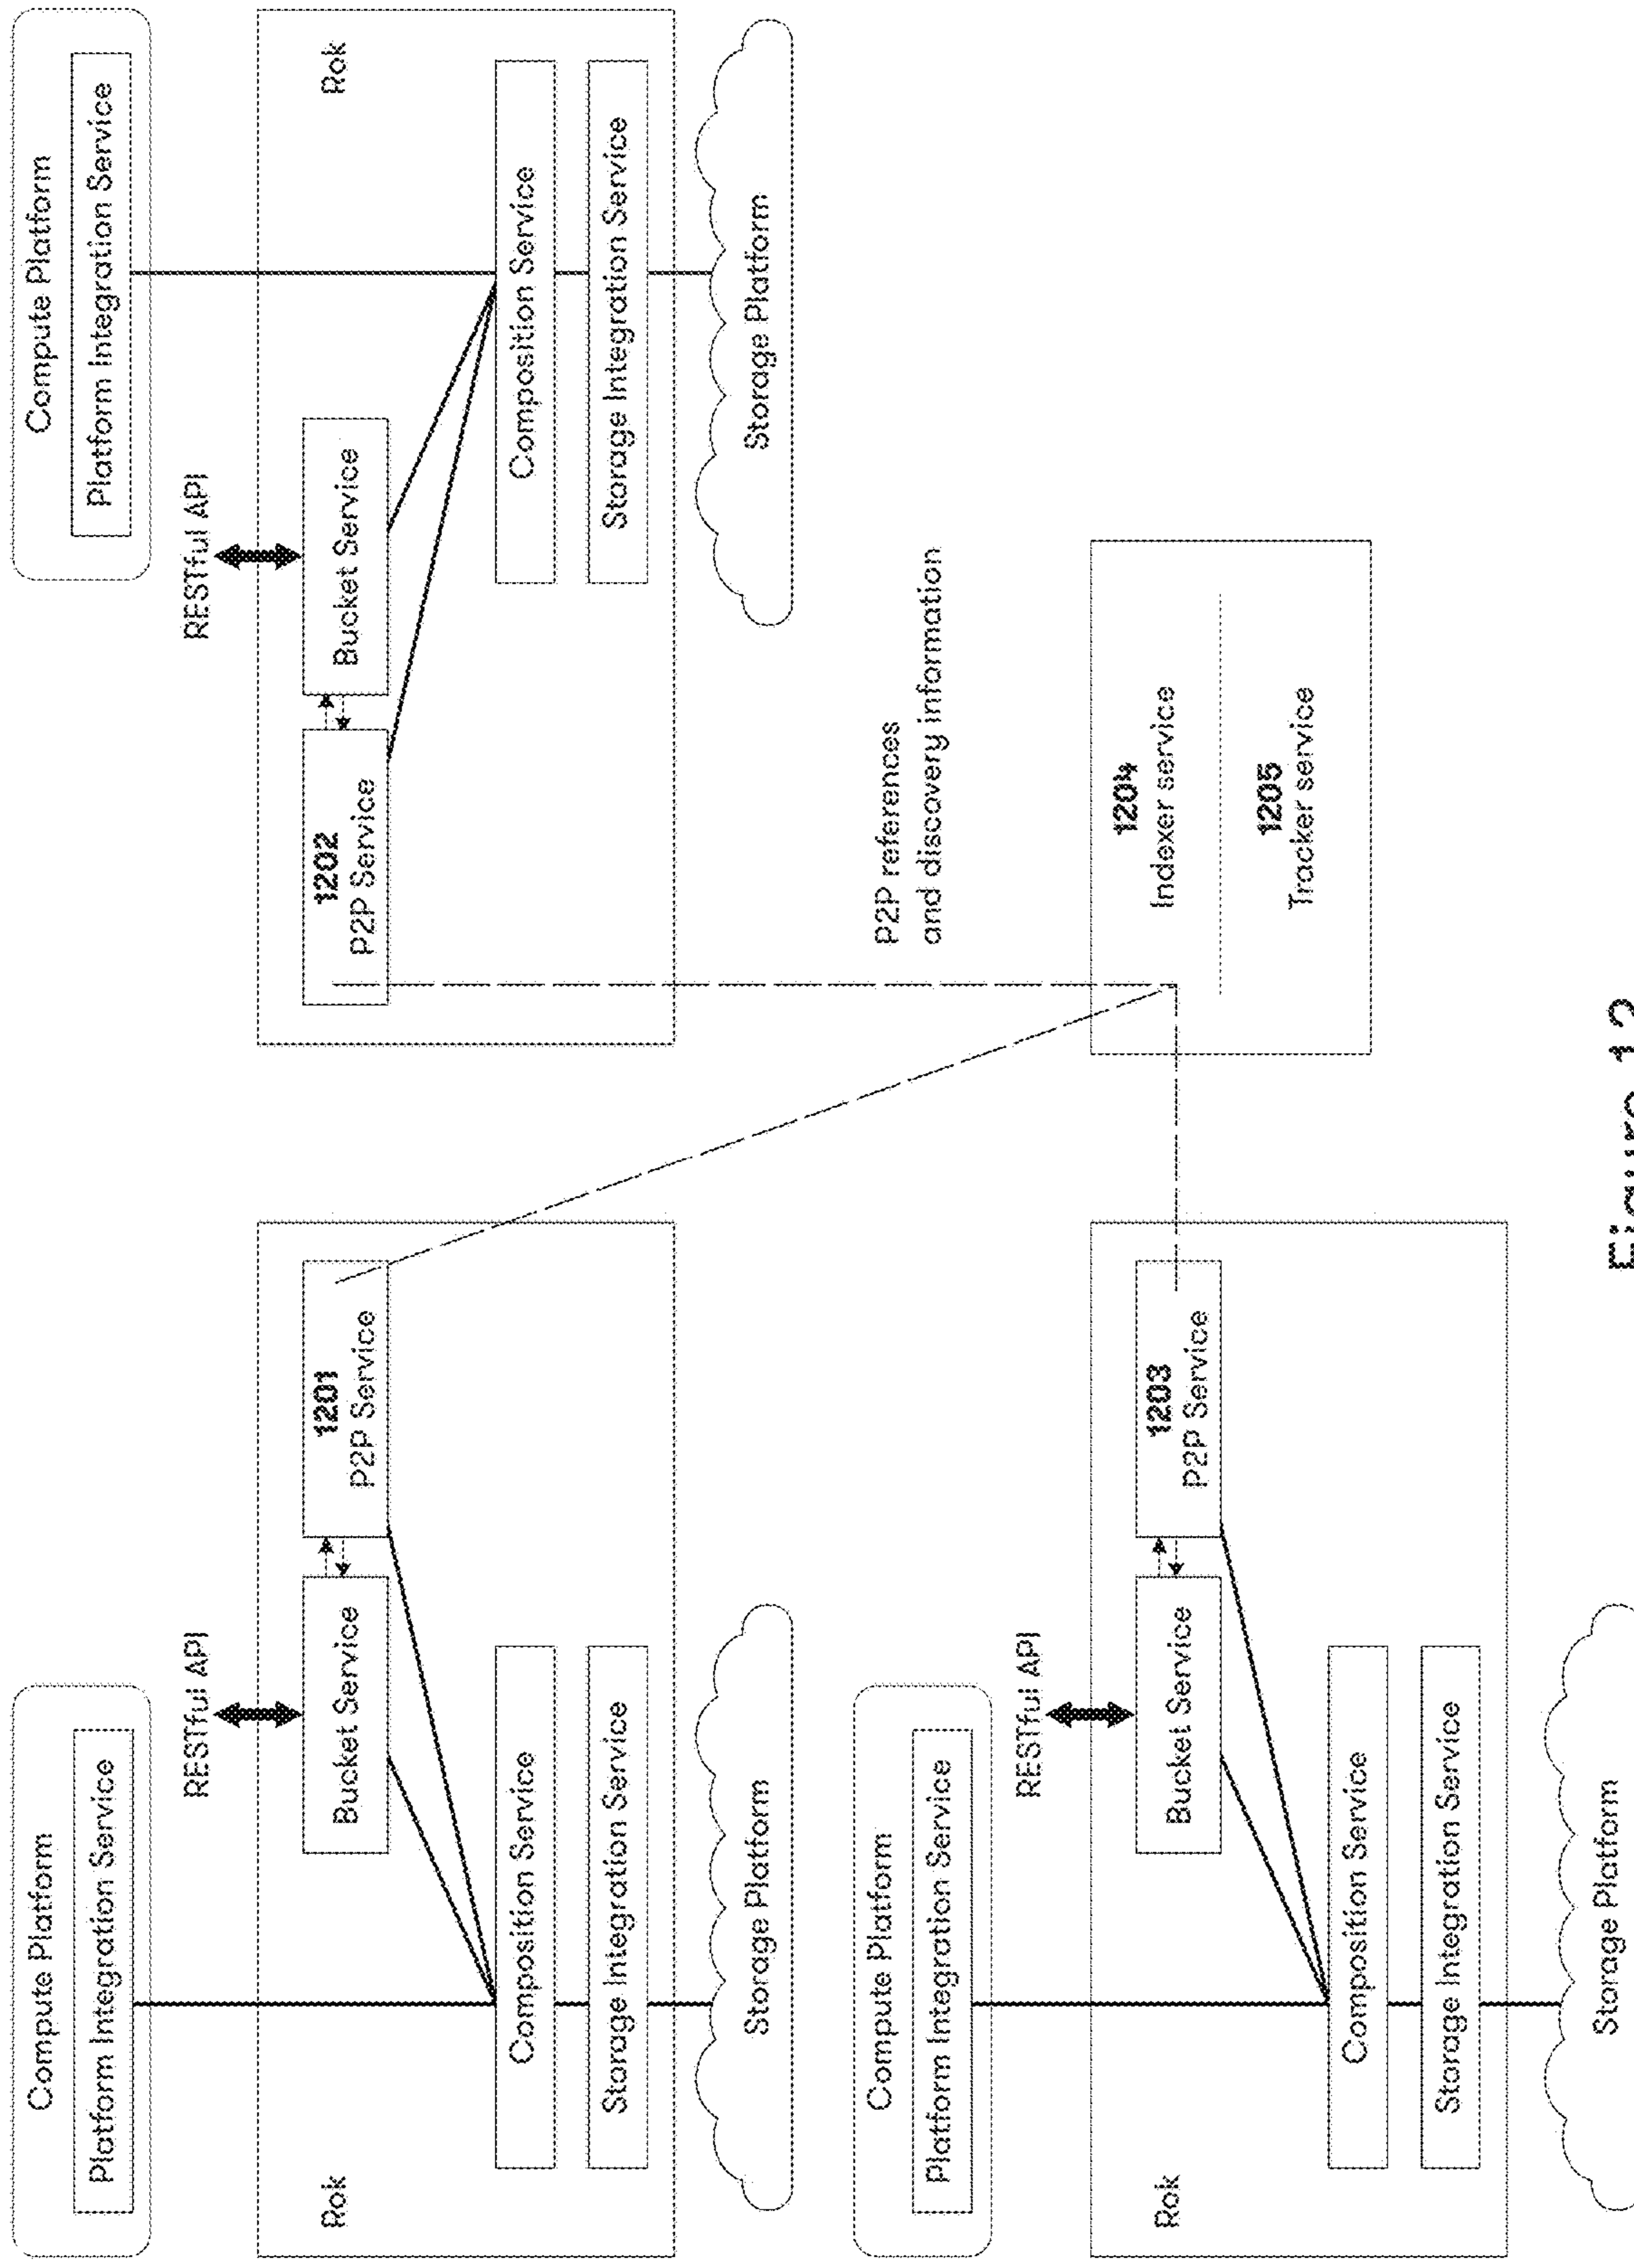 Compute Platform
Platform Integration Service
RESTful API
Rok
Bucket Service
1201
P2P Service
Composition Service
Storage Integration Service
Storage Platform
Compute Platform
Platform Integration Service
RESTful API
Rok
1202
P2P Service
Bucket Service
Composition Service
Storage Integration Service
Storage Platform
P2P references
and discovery information
Compute Platform
Platform Integration Service
RESTful API
Rok
Bucket Service
1203
P2P Service
Composition Service
Storage Integration Service
Storage Platform
1204
Indexer service
1205
Tracker service
Figure 12